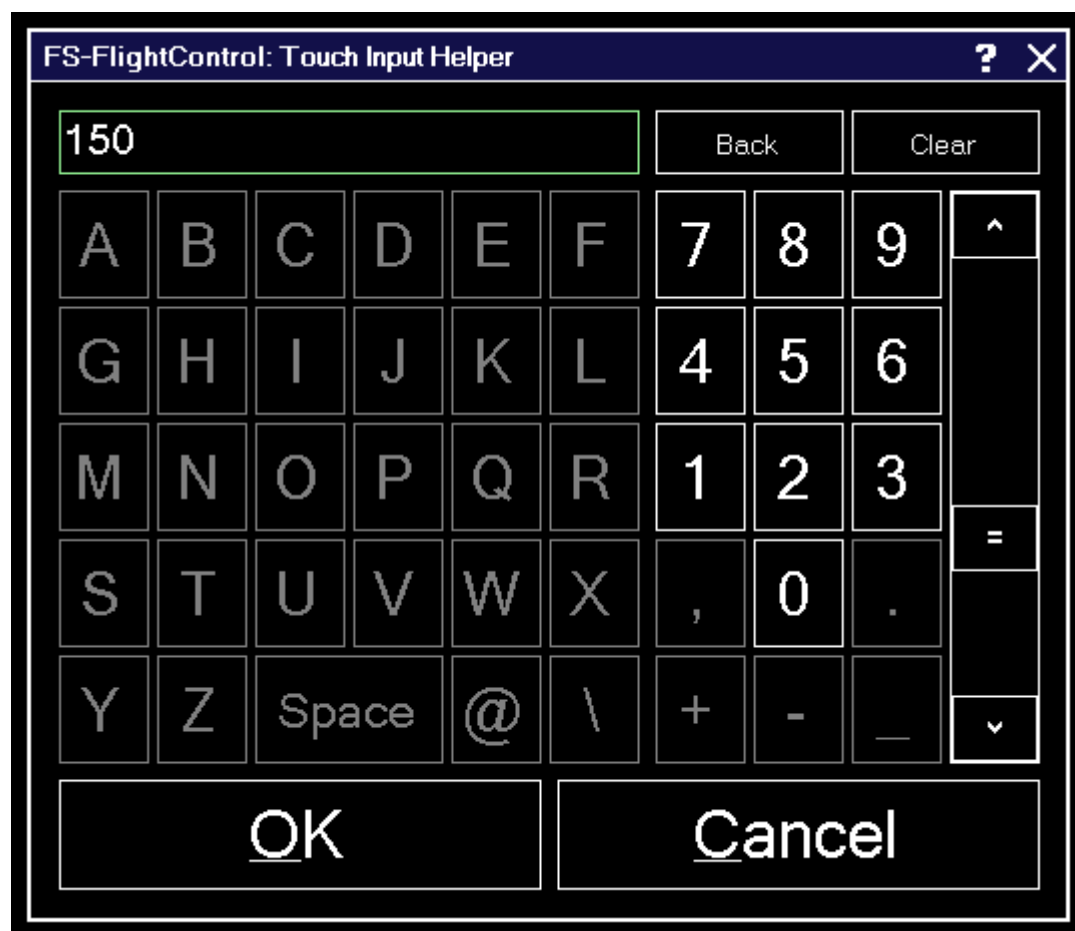 FS-FlightControl: Touch Input Helper ? X
150 Back Clear
A B C D E F 7 8 9 ^
G H I J K L 4 5 6
M N O P Q R 1 2 3
=
S T U V W X , 0 .
Y Z Space @ \ + - _ ˅
OK Cancel